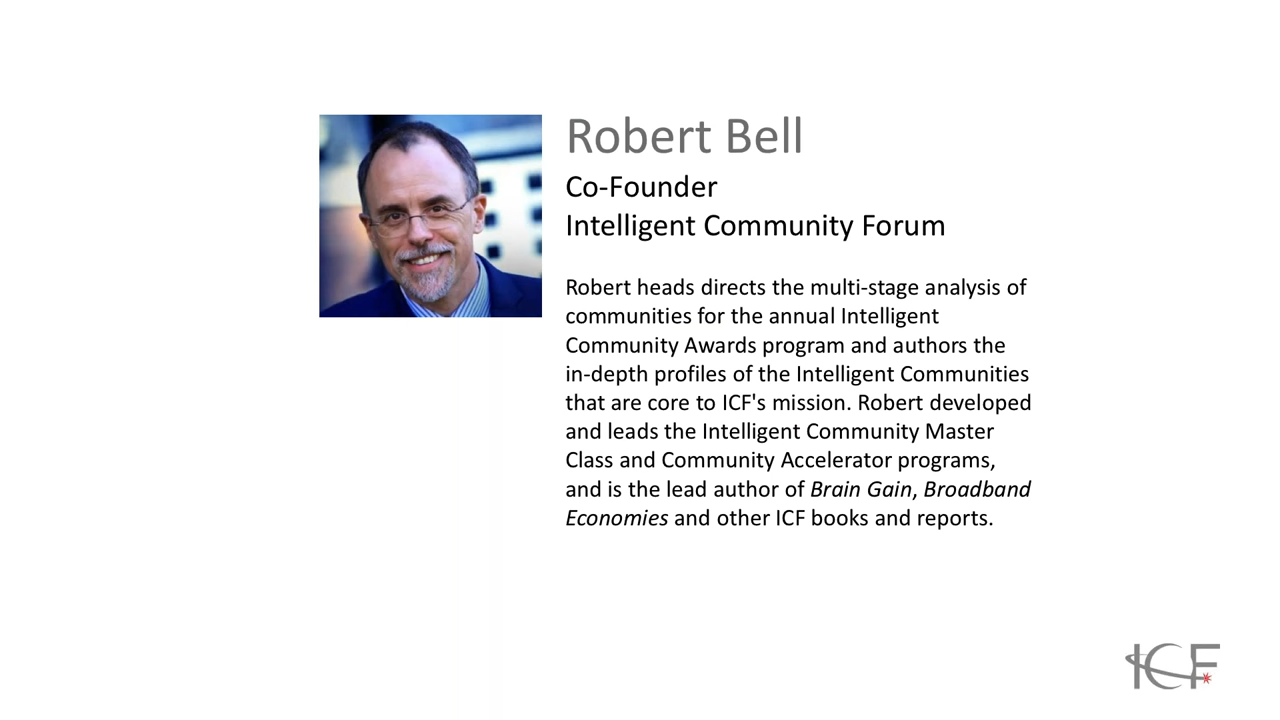 Robert Bell
Co-Founder
Intelligent Community Forum
Robert heads directs the multi-stage analysis of
communities for the annual Intelligent
Community Awards program and authors the
in-depth profiles of the Intelligent Communities
that are core to ICF's mission. Robert developed
and leads the Intelligent Community Master
Class and Community Accelerator programs,
and is the lead author of Brain Gain, Broadband
Economies and other ICF books and reports.
ICF